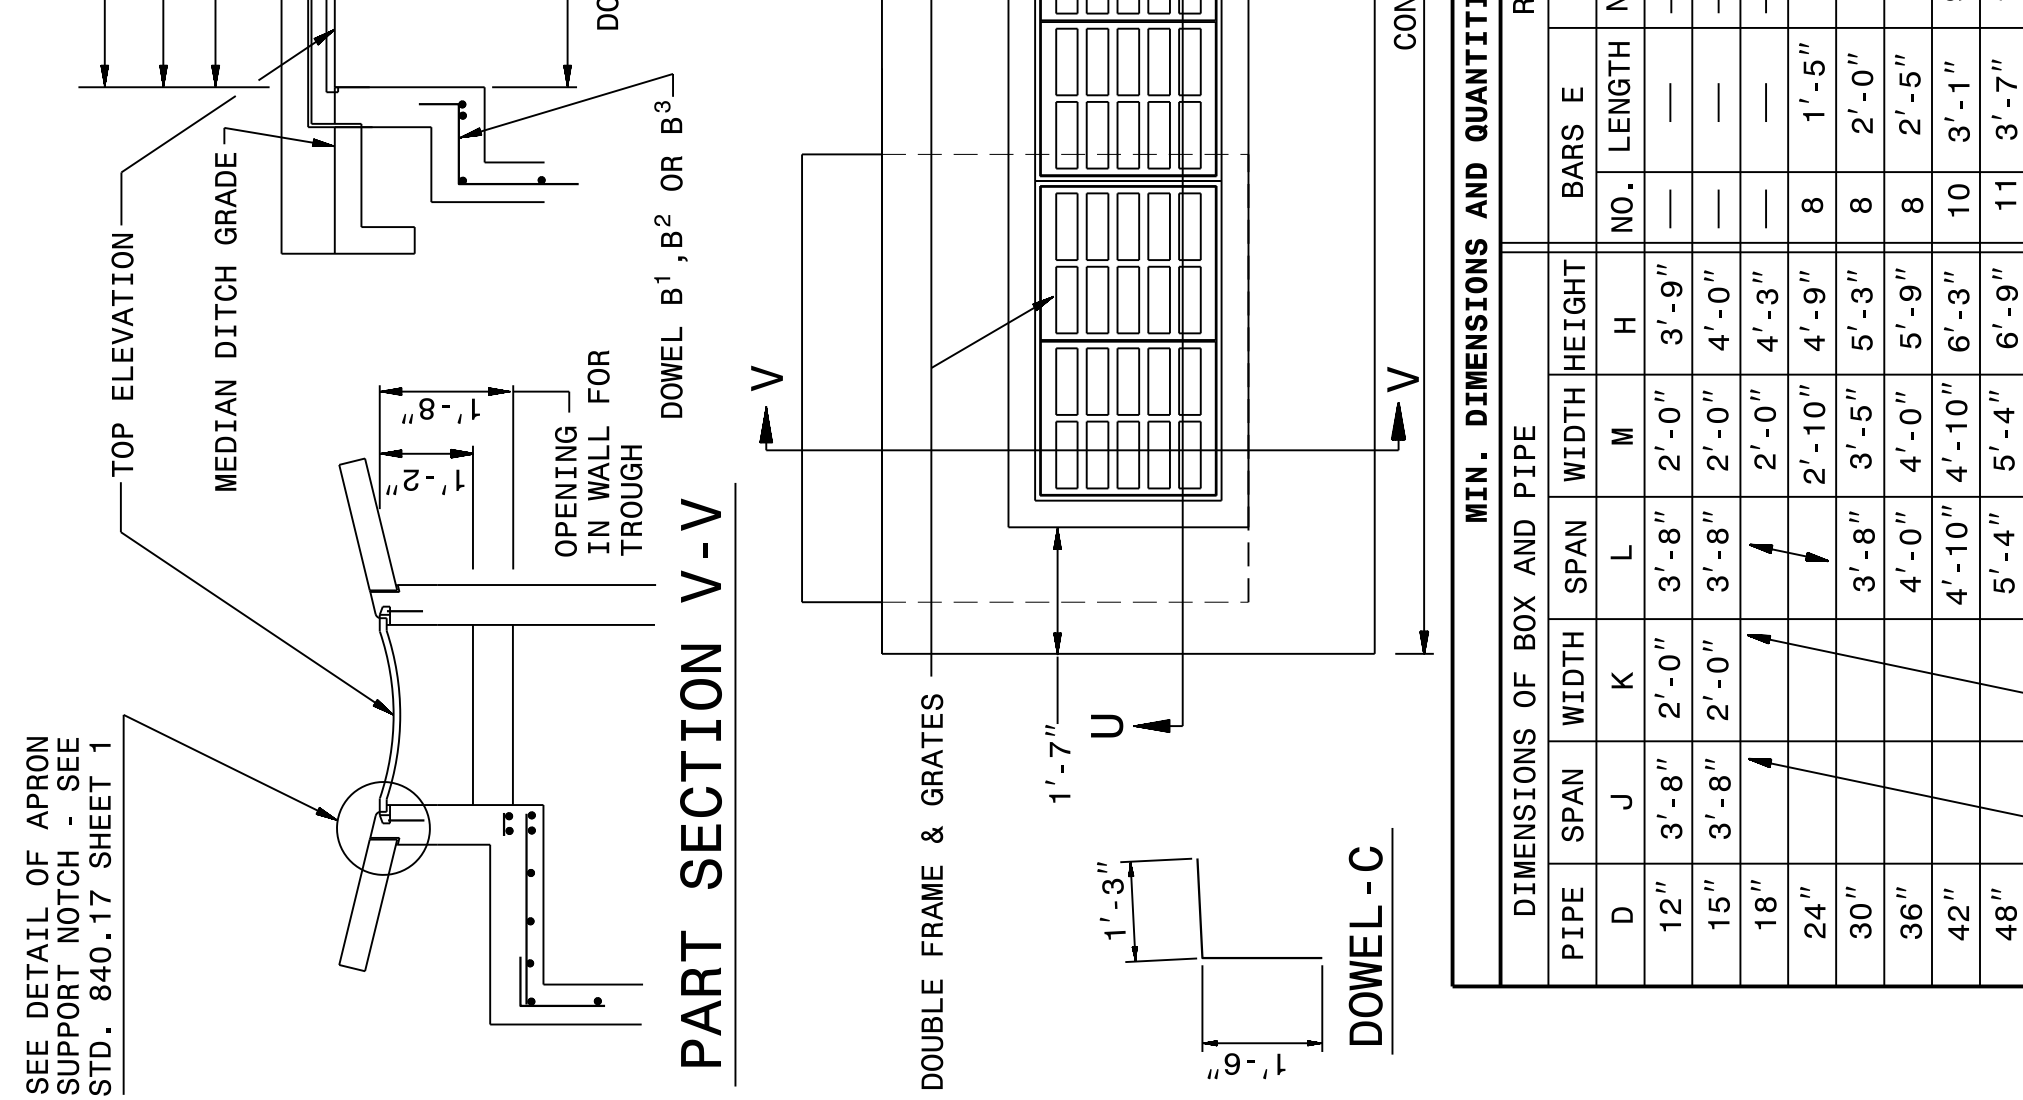 SEE DETAIL OF APRON
SUPPORT NOTCH - SEE
STD. 840.17 SHEET 1
TOP ELEVATION
MEDIAN DITCH GRADE
1'-8"
1'-2"
OPENING
IN WALL FOR
TROUGH
DOWEL B1,B2 OR B3
PART SECTION V-V
V
V
DOUBLE FRAME & GRATES
1'-7"
U
1'-3"
1'-6"
DOWEL-C
MIN. DIMENSIONS AND
DIMENSIONS OF BOX AND PIPE
PIPE SPAN WIDTH SPAN WIDTH HEIGHT BARS E
D J K L M H NO. LENGTH
12" 3'-8" 2'-0" 3'-8" 2'-0" 3'-9" — —
15" 3'-8" 2'-0" 3'-8" 2'-0" 4'-0" — —
18" 2'-0" 4'-3" — —
24" 2'-10" 4'-9" 8 1'-5"
30" 3'-8" 3'-5" 5'-3" 8 2'-0"
36" 4'-0" 4'-0" 5'-9" 8 2'-5"
42" 4'-10" 4'-10" 6'-3" 10 3'-1"
48" 5'-4" 5'-4" 6'-9" 11 3'-7"